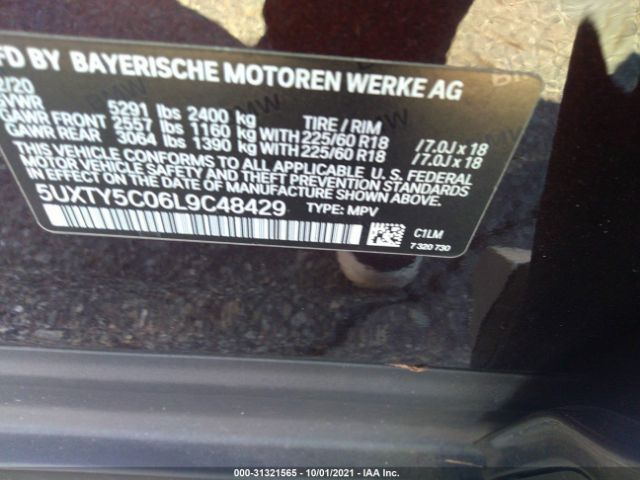 MFD BY BAYERISCHE MOTOREN WERKE AG
2/20
GVWR 5291 lbs 2400 kg TIRE / RIM
GAWR FRONT 2557 lbs 1160 kg WITH 225/60 R18 / 7.0J x 18
GAWR REAR 3064 lbs 1390 kg WITH 225/60 R18 / 7.0J x 18
THIS VEHICLE CONFORMS TO ALL APPLICABLE U.S. FEDERAL
MOTOR VEHICLE SAFETY AND THEFT PREVENTION STANDARDS
IN EFFECT ON THE DATE OF MANUFACTURE SHOWN ABOVE.
5UXTY5C06L9C48429 TYPE: MPV
C1LM
7 320 730
000-31321565 - 10/01/2021 - IAA Inc.